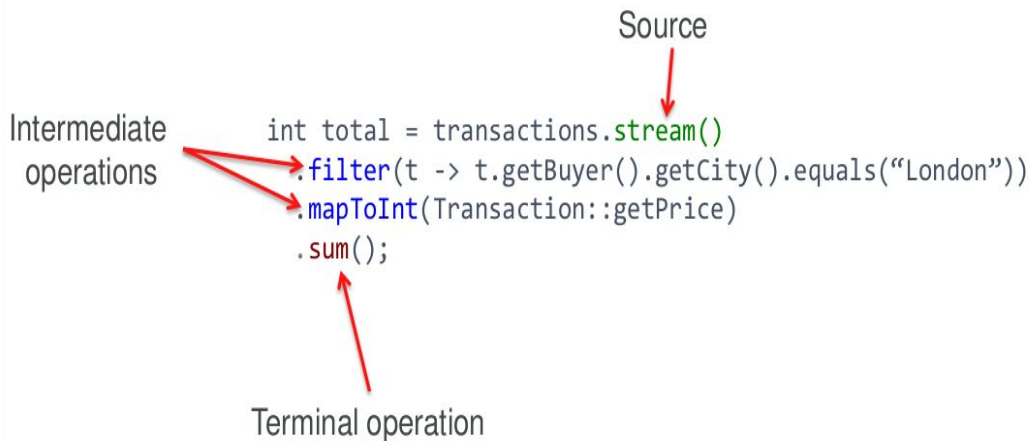 Source
Intermediate
operations
int total = transactions.stream()
.filter(t -> t.getBuyer().getCity().equals(“London”))
.mapToInt(Transaction::getPrice)
.sum();
Terminal operation